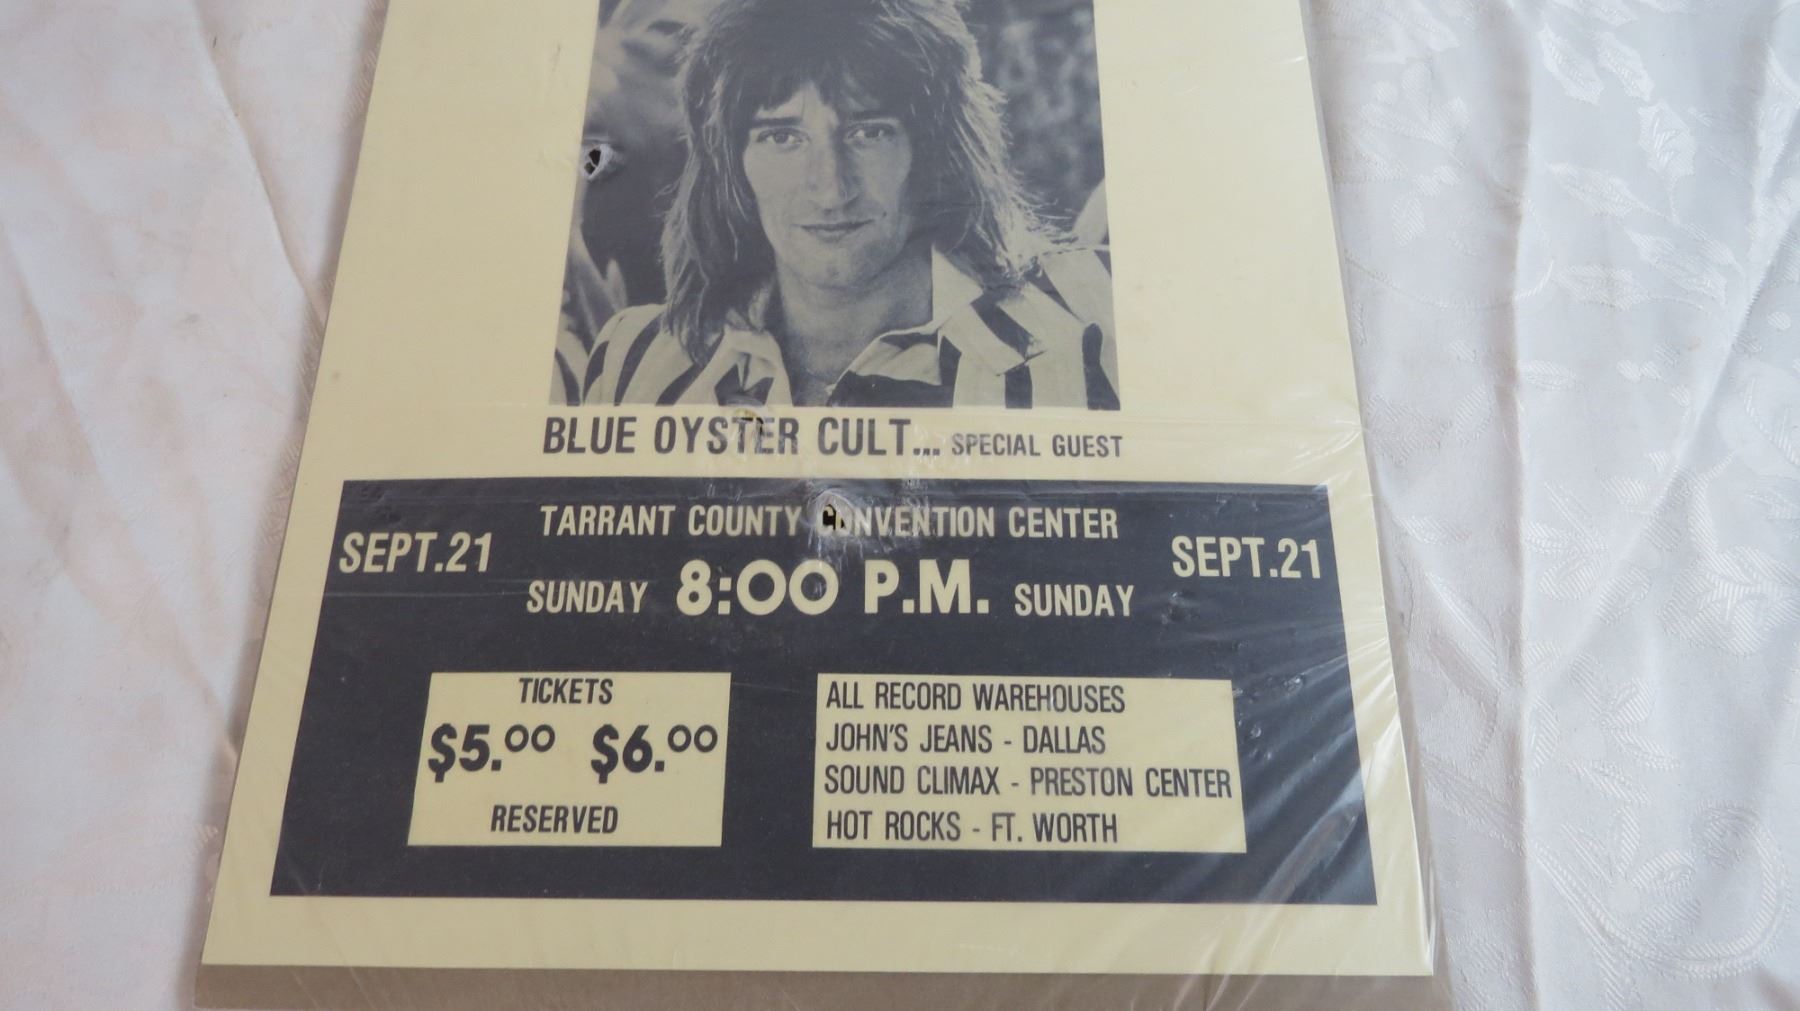 BLUE OYSTER CULT... SPECIAL GUEST
TARRANT COUNTY CONVENTION CENTER
SEPT.21 SEPT.21
SUNDAY 8:00 P.M. SUNDAY
TICKETS
$5.00 $6.00
RESERVED
ALL RECORD WAREHOUSES
JOHN'S JEANS - DALLAS
SOUND CLIMAX - PRESTON CENTER
HOT ROCKS - FT. WORTH